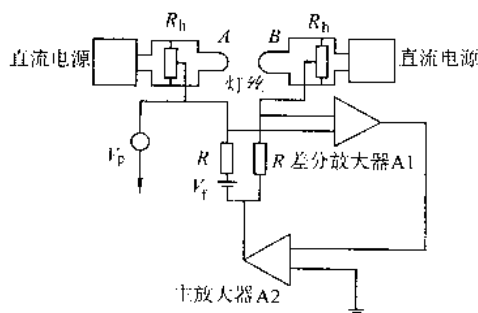 R_h A B R_h
直流电源 直流电源
灯丝
V_p R R 差分放大器A1
V_f
主放大器A2